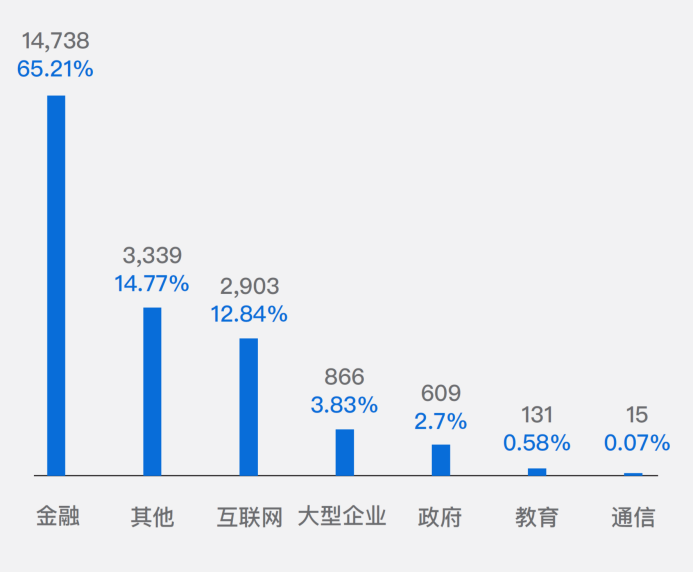 14,738
65.21%
3,339
14.77%
2,903
12.84%
866
3.83%
609
2.7%
131
0.58%
15
0.07%
金融
其他
互联网
大型企业
政府
教育
通信